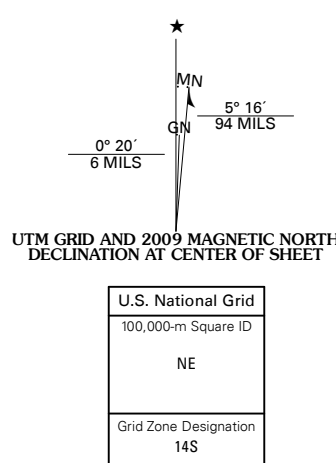 ★
MN
5° 16´
94 MILS
GN
0° 20´
6 MILS
UTM GRID AND 2009 MAGNETIC NORTH
DECLINATION AT CENTER OF SHEET
U.S. National Grid
100,000-m Square ID
NE
Grid Zone Designation
14S